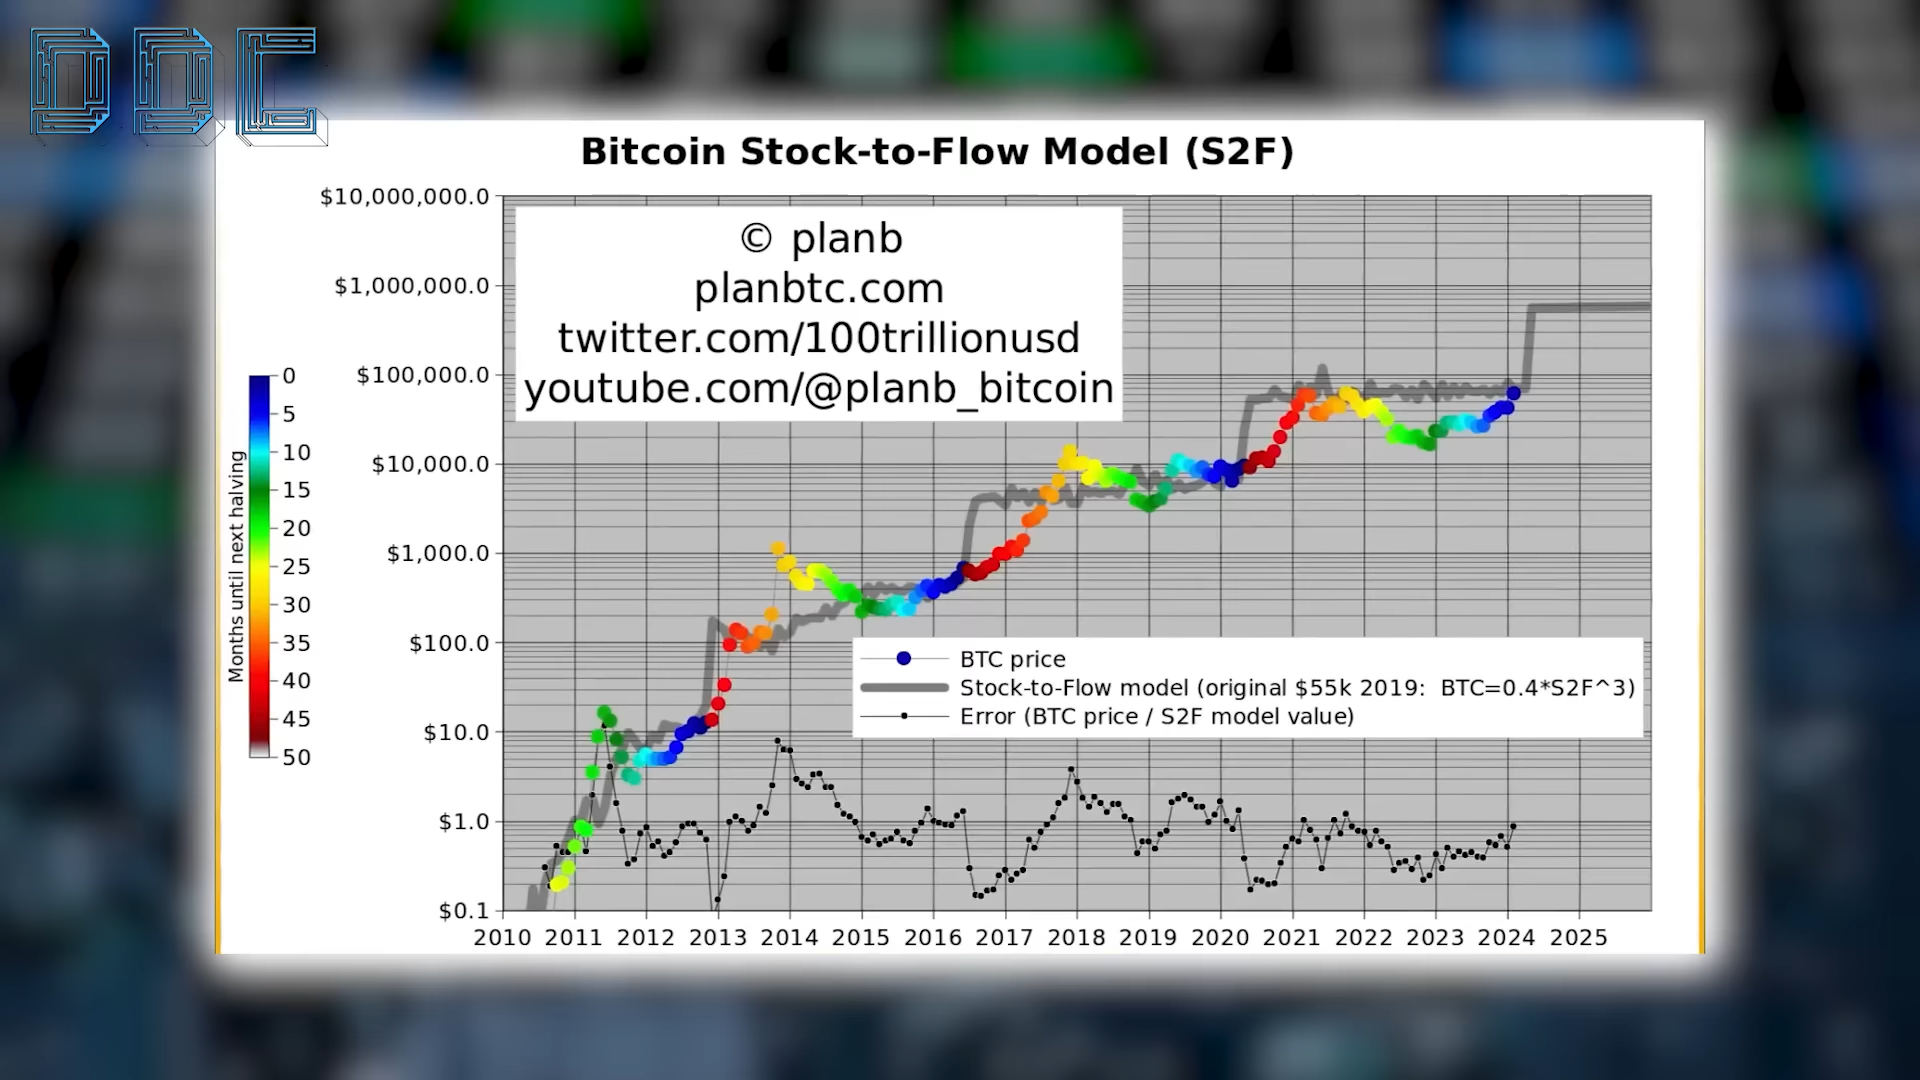 DDC
Bitcoin Stock-to-Flow Model (S2F)
$10,000,000.0
$1,000,000.0
$100,000.0
$10,000.0
$1,000.0
$100.0
$10.0
$1.0
$0.1
© planb
planbtc.com
twitter.com/100trillionusd
youtube.com/@planb_bitcoin
Months until next halving
0
5
10
15
20
25
30
35
40
45
50
BTC price
Stock-to-Flow model (original $55k 2019:  BTC=0.4*S2F^3)
Error (BTC price / S2F model value)
2010 2011 2012 2013 2014 2015 2016 2017 2018 2019 2020 2021 2022 2023 2024 2025